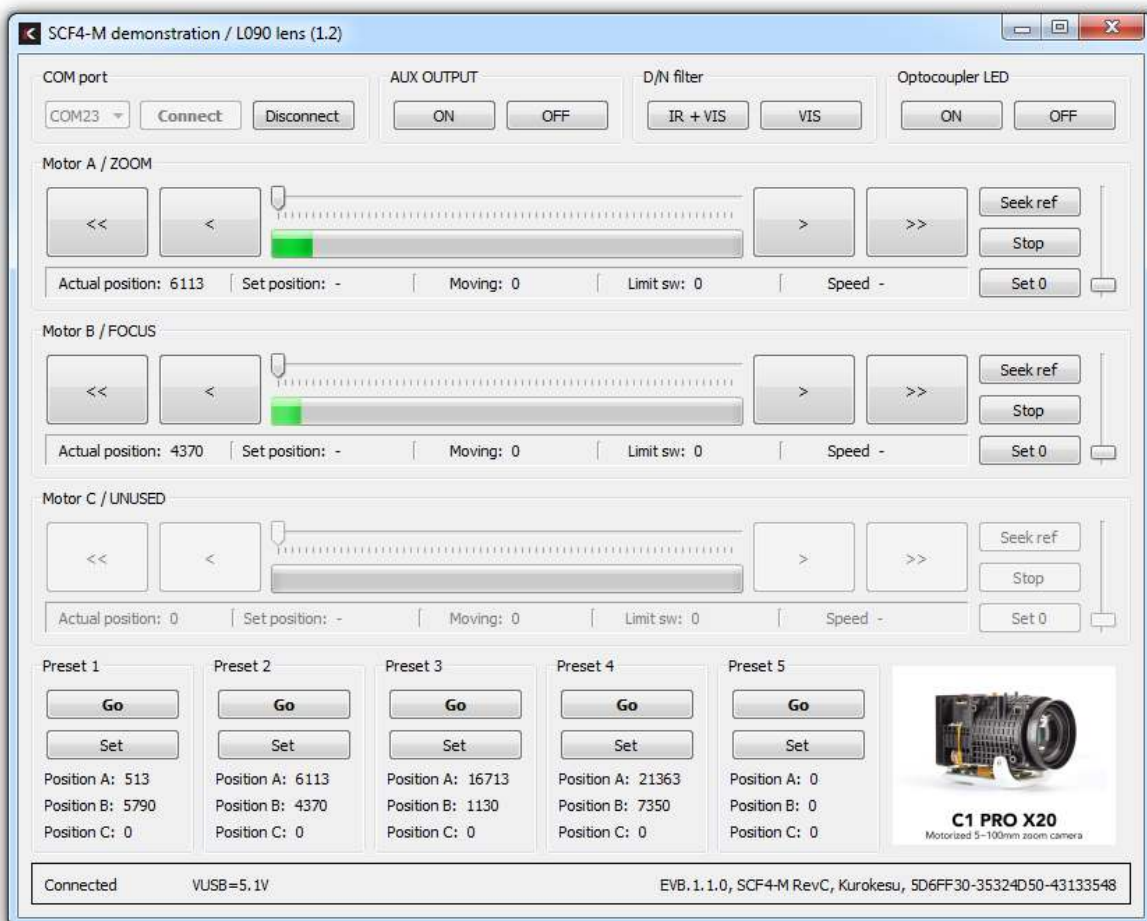 SCF4-M demonstration / L090 lens (1.2)
COM port
AUX OUTPUT
D/N filter
Optocoupler LED
COM23 Connect Disconnect
ON OFF
IR + VIS VIS
ON OFF
Motor A / ZOOM
<< < > >>
Seek ref
Stop
Set 0
Actual position: 6113 Set position: - Moving: 0 Limit sw: 0 Speed -
Motor B / FOCUS
<< < > >>
Seek ref
Stop
Set 0
Actual position: 4370 Set position: - Moving: 0 Limit sw: 0 Speed -
Motor C / UNUSED
<< < > >>
Seek ref
Stop
Set 0
Actual position: 0 Set position: - Moving: 0 Limit sw: 0 Speed -
Preset 1
Go
Set
Position A: 513
Position B: 5790
Position C: 0
Preset 2
Go
Set
Position A: 6113
Position B: 4370
Position C: 0
Preset 3
Go
Set
Position A: 16713
Position B: 1130
Position C: 0
Preset 4
Go
Set
Position A: 21363
Position B: 7350
Position C: 0
Preset 5
Go
Set
Position A: 0
Position B: 0
Position C: 0
C1 PRO X20
Motorized 5-100mm zoom camera
Connected VUSB=5.1V EVB.1.1.0, SCF4-M RevC, Kurokesu, 5D6FF30-35324D50-43133548